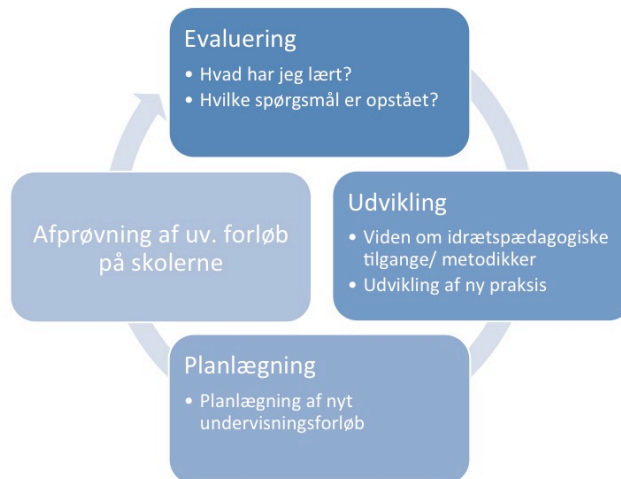 Evaluering
• Hvad har jeg lært?
• Hvilke spørgsmål er opstået?
Udvikling
• Viden om idrætspædagogiske
tilgange/ metodikker
• Udvikling af ny praksis
Planlægning
• Planlægning af nyt
undervisningsforløb
Afprøvning af uv. forløb
på skolerne